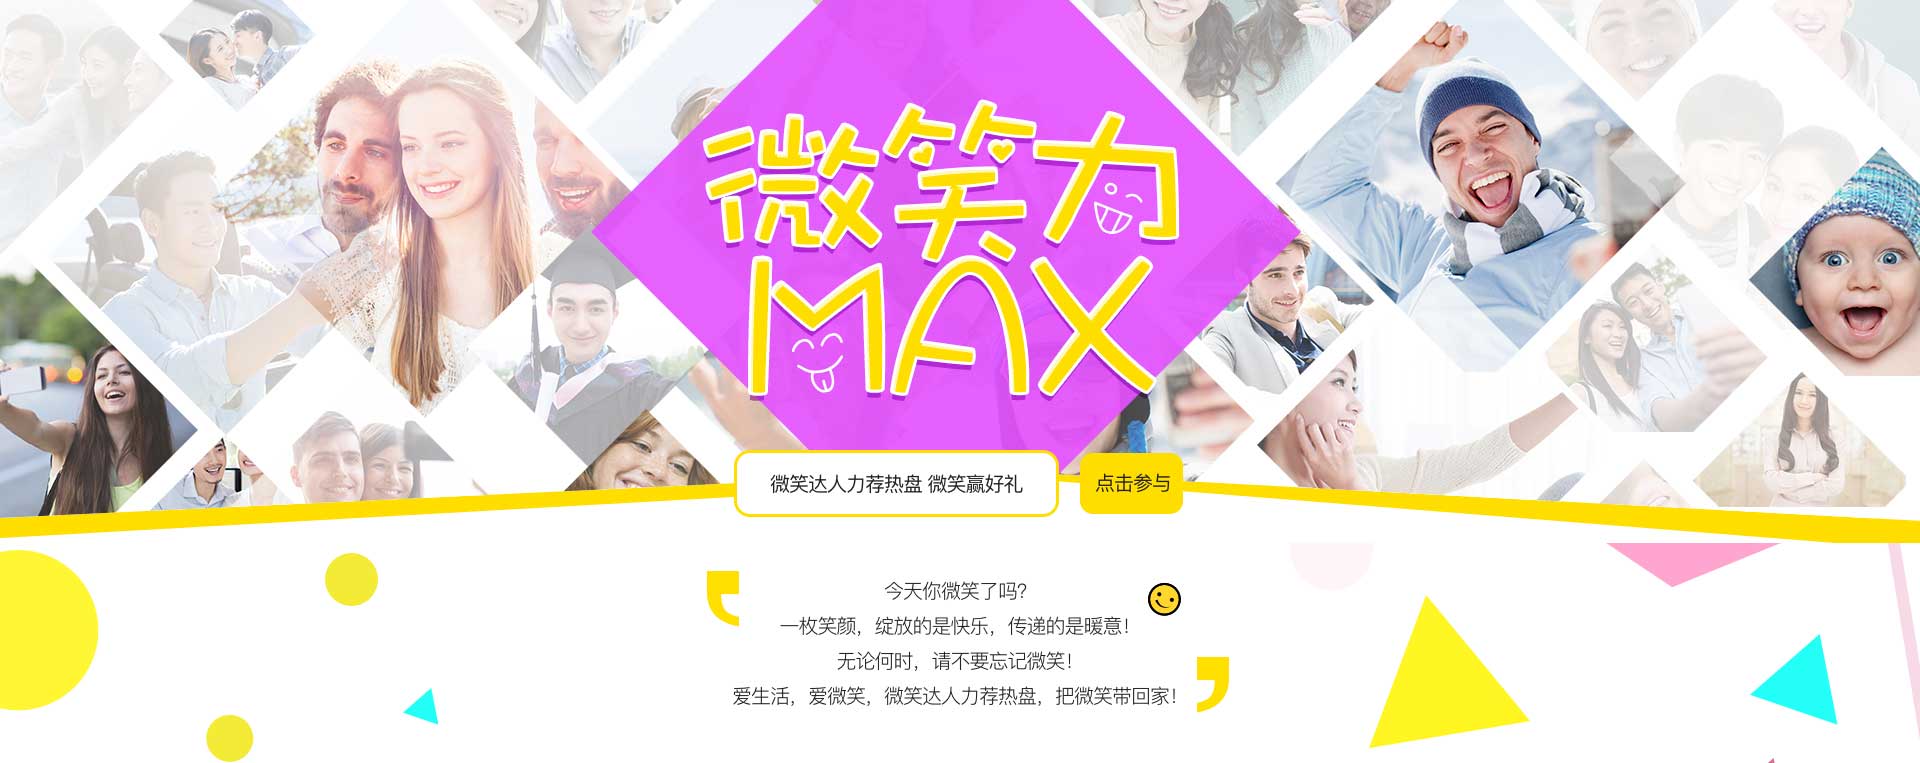 微笑力
MAX
微笑达人力荐热盘 微笑赢好礼
点击参与
今天你微笑了吗?
一枚笑颜，绽放的是快乐，传递的是暖意！
无论何时，请不要忘记微笑！
爱生活，爱微笑，微笑达人力荐热盘，把微笑带回家！